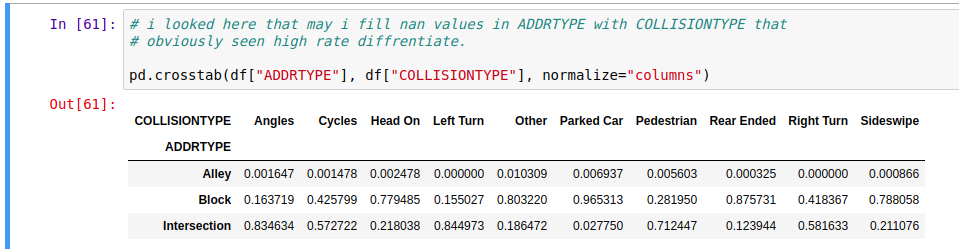 In [61]: # i looked here that may i fill nan values in ADDRTYPE with COLLISIONTYPE that
# obviously seen high rate diffrentiate.
pd.crosstab(df["ADDRTYPE"], df["COLLISIONTYPE"], normalize="columns")
Out[61]:
COLLISIONTYPE Angles Cycles Head On Left Turn Other Parked Car Pedestrian Rear Ended Right Turn Sideswipe
ADDRTYPE
Alley 0.001647 0.001478 0.002478 0.000000 0.010309 0.006937 0.005603 0.000325 0.000000 0.000866
Block 0.163719 0.425799 0.779485 0.155027 0.803220 0.965313 0.281950 0.875731 0.418367 0.788058
Intersection 0.834634 0.572722 0.218038 0.844973 0.186472 0.027750 0.712447 0.123944 0.581633 0.211076